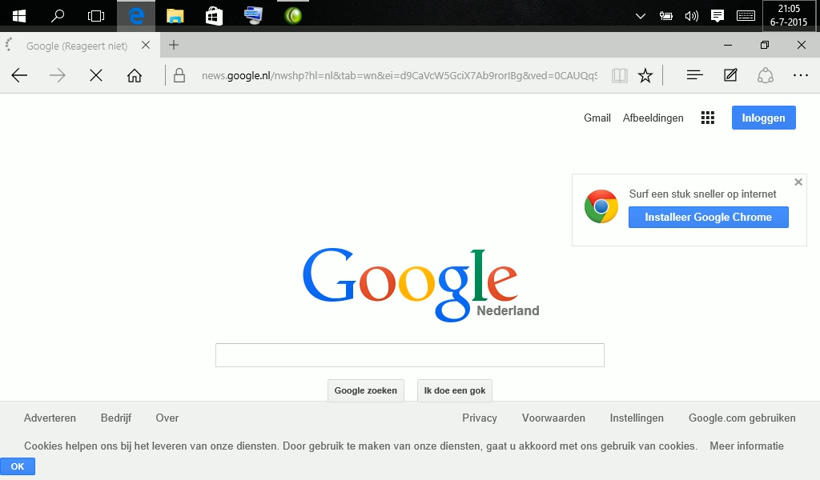 21:05
6-7-2015
Google (Reageert niet)
news.google.nl/nwshp?hl=nl&tab=wn&ei=d9CaVcW5GciX7Ab9rorIBg&ved=0CAUQqS
Gmail Afbeeldingen Inloggen
Surf een stuk sneller op internet
Installeer Google Chrome
Google
Nederland
Google zoeken Ik doe een gok
Adverteren Bedrijf Over Privacy Voorwaarden Instellingen Google.com gebruiken
Cookies helpen ons bij het leveren van onze diensten. Door gebruik te maken van onze diensten, gaat u akkoord met ons gebruik van cookies. Meer informatie
OK